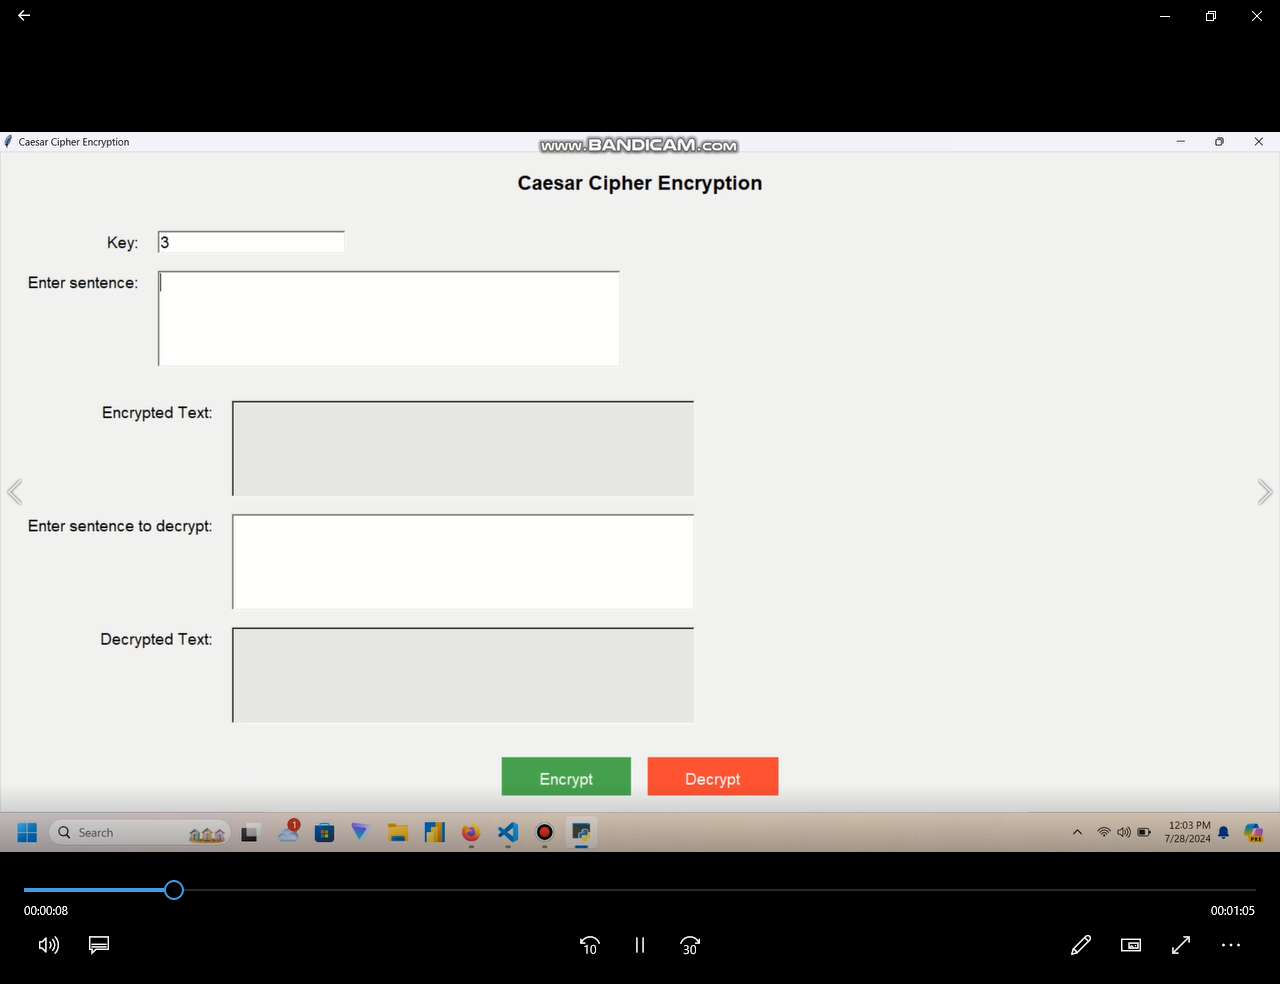 Caesar Cipher Encryption
www.BANDICAM.com
Caesar Cipher Encryption
Key: 3
Enter sentence:
Encrypted Text:
Enter sentence to decrypt:
Decrypted Text:
Encrypt Decrypt
Search
1
12:03 PM
7/28/2024
PRE
00:00:08
00:01:05
10
30